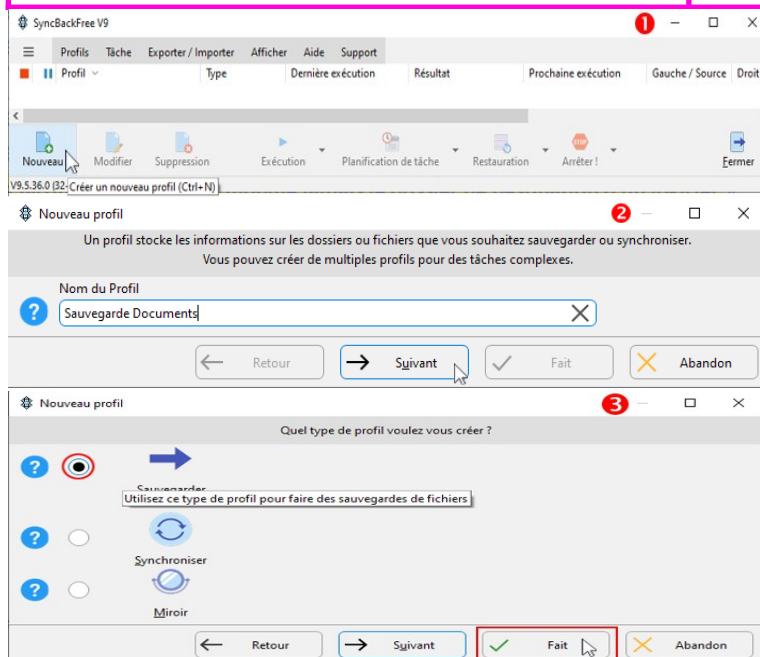 SyncBackFree V9
1
Profils Tâche Exporter / Importer Afficher Aide Support
Profil Type Dernière exécution Résultat Prochaine exécution Gauche / Source Droit
Nouveau Modifier Suppression Exécution Planification de tâche Restauration Arrêter ! Fermer
V9.5.36.0 (32- Créer un nouveau profil (Ctrl+N)
Nouveau profil
2
Un profil stocke les informations sur les dossiers ou fichiers que vous souhaitez sauvegarder ou synchroniser.
Vous pouvez créer de multiples profils pour des tâches complexes.
Nom du Profil
? Sauvegarde Documents
Retour Suivant Fait Abandon
Nouveau profil
3
Quel type de profil voulez vous créer ?
?
Sauvegarder
Utilisez ce type de profil pour faire des sauvegardes de fichiers
?
Synchroniser
?
Miroir
Retour Suivant Fait Abandon